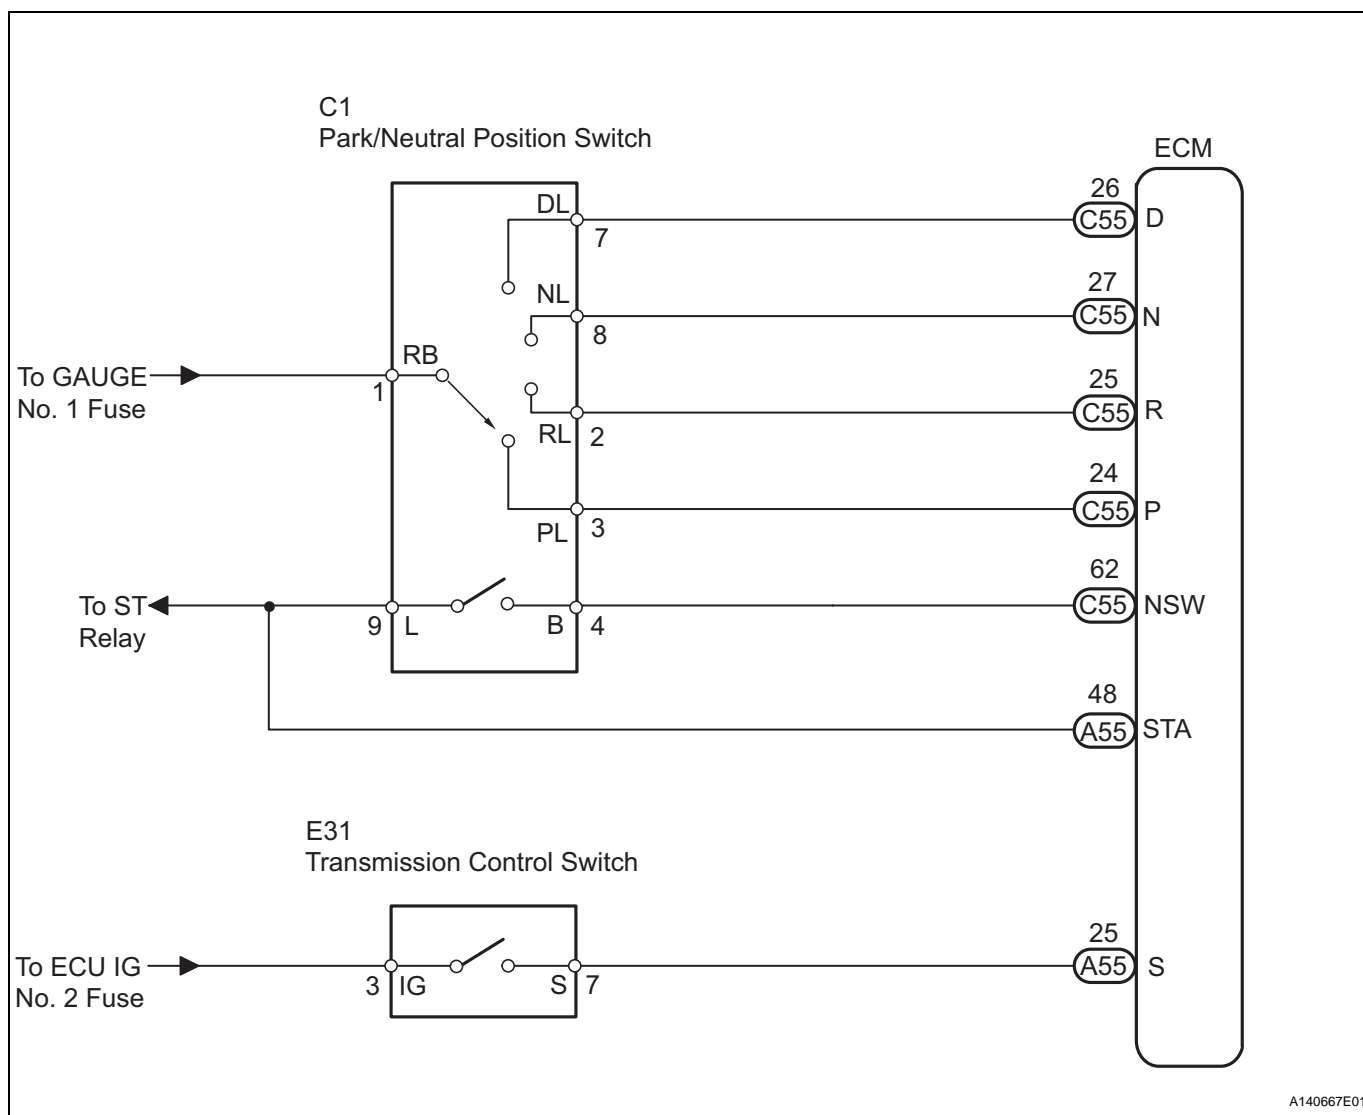 C1
Park/Neutral Position Switch
ECM
DL
7
26
C55
D
NL
8
27
C55
N
To GAUGE
No. 1 Fuse
1
RB
RL
2
25
C55
R
PL
3
24
C55
P
To ST
Relay
9
L
B
4
62
C55
NSW
48
A55
STA
E31
Transmission Control Switch
To ECU IG
No. 2 Fuse
3
IG
S
7
25
A55
S
A140667E01